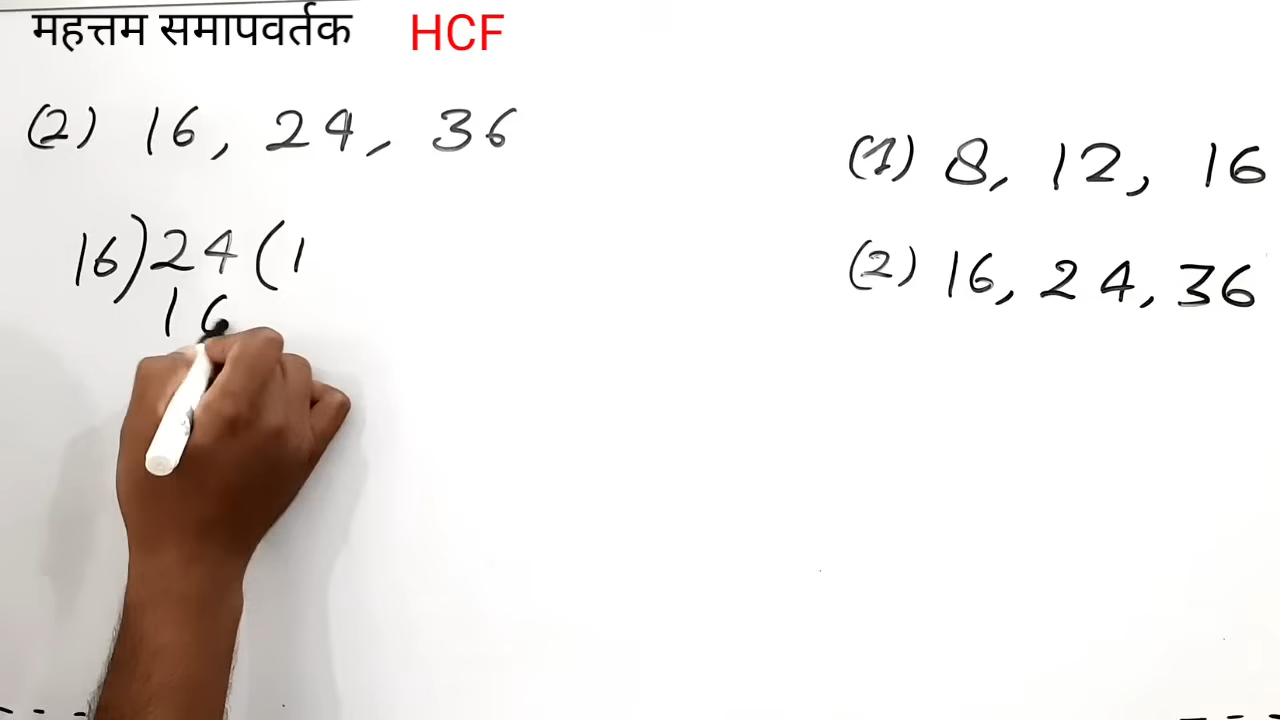 महत्तम समापवर्तक HCF
(2) 16, 24, 36
16)24(1
16
(1) 8, 12, 16
(2) 16, 24, 36